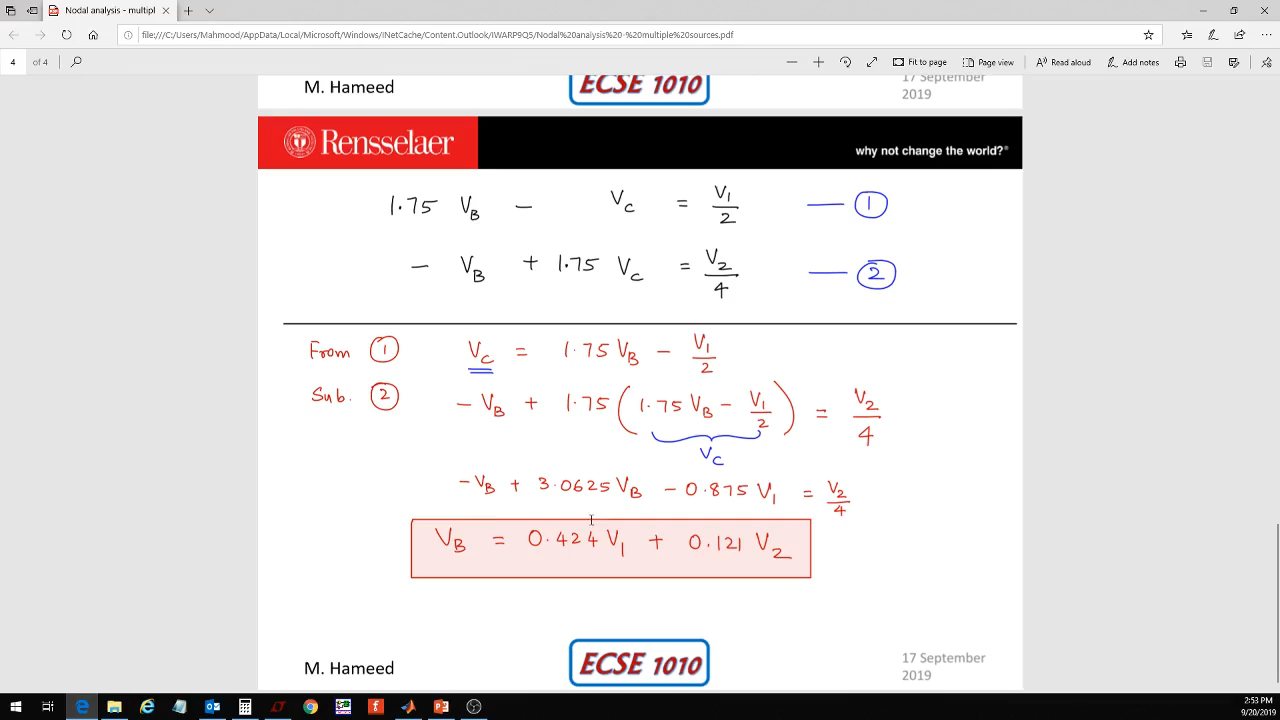 Nodal analysis - multipl
file:///C:/Users/Mahmood/AppData/Local/Microsoft/Windows/INetCache/Content.Outlook/IWARP9Q5/Nodal%20analysis%20-%20multiple%20sources.pdf
4 of 4 Fit to page Page view Read aloud Add notes
M. Hameed ECSE 1010 17 September 2019
Rensselaer why not change the world?®
1.75 V_B - V_C = V_1/2 — 1
- V_B + 1.75 V_C = V_2/4 — 2
From 1 V_C = 1.75 V_B - V_1/2
Sub. 2 - V_B + 1.75 (1.75 V_B - V_1/2) = V_2/4
V_C
- V_B + 3.0625 V_B - 0.875 V_1 = V_2/4
V_B = 0.424 V_1 + 0.121 V_2
M. Hameed ECSE 1010 17 September 2019
2:53 PM
9/20/2019